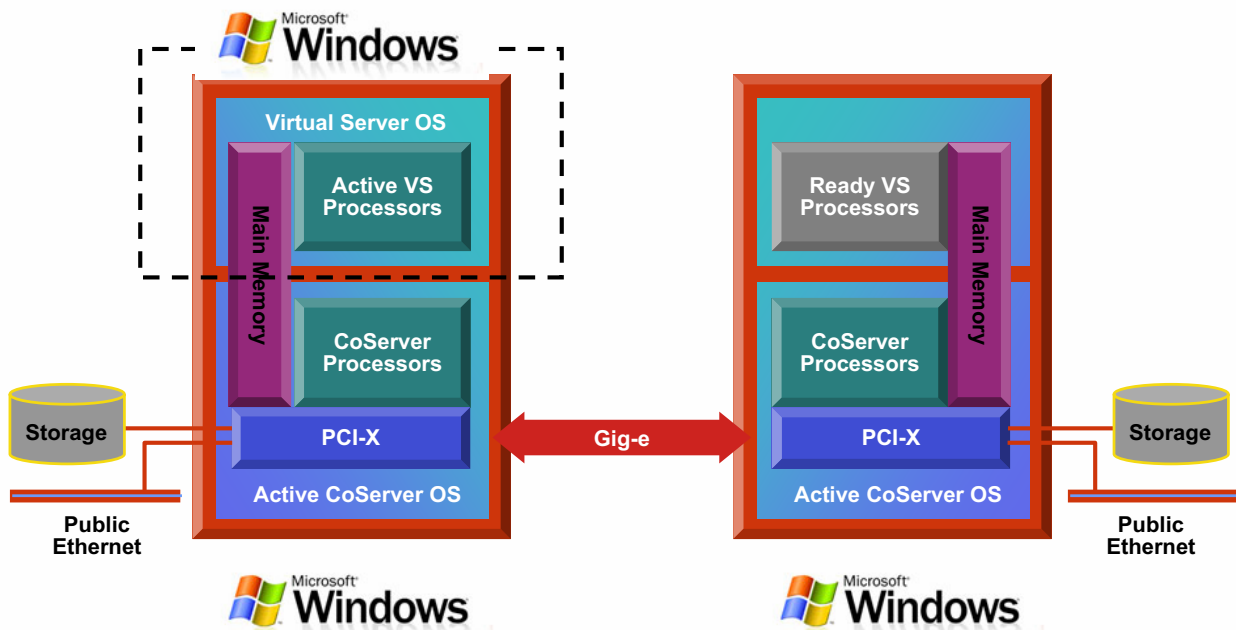 Microsoft
Windows
Virtual Server OS
Active VS
Processors
Main Memory
CoServer
Processors
PCI-X
Active CoServer OS
Storage
Public
Ethernet
Gig-e
Ready VS
Processors
Main Memory
CoServer
Processors
PCI-X
Active CoServer OS
Storage
Public
Ethernet
Microsoft
Windows
Microsoft
Windows